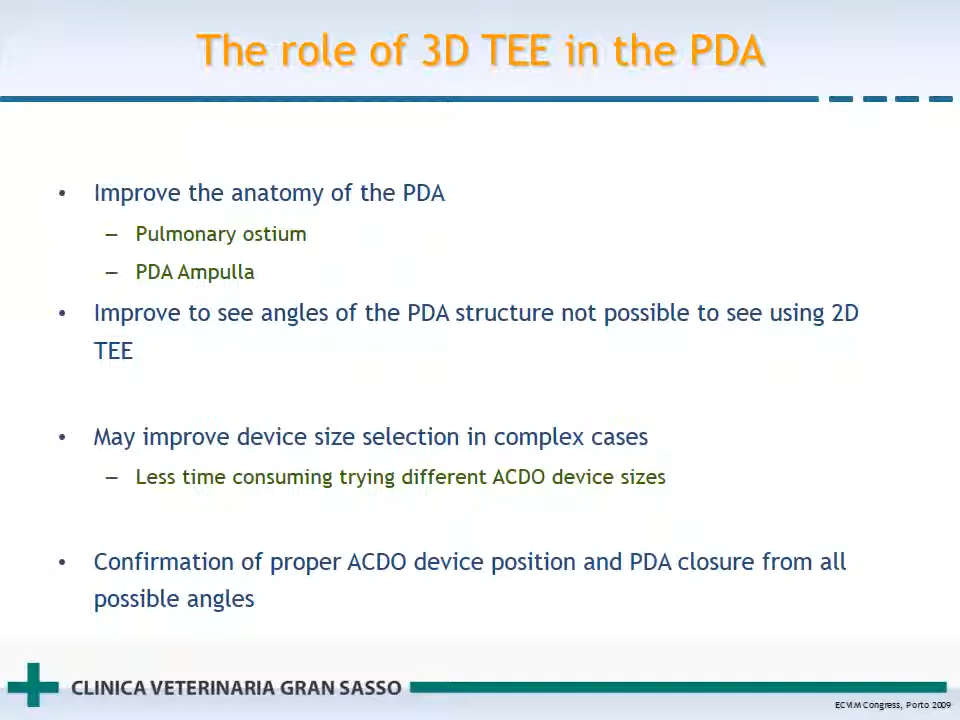 The role of 3D TEE in the PDA
• Improve the anatomy of the PDA
– Pulmonary ostium
– PDA Ampulla
• Improve to see angles of the PDA structure not possible to see using 2D
TEE
• May improve device size selection in complex cases
– Less time consuming trying different ACDO device sizes
• Confirmation of proper ACDO device position and PDA closure from all
possible angles
CLINICA VETERINARIA GRAN SASSO
ECVIM Congress, Porto 2009